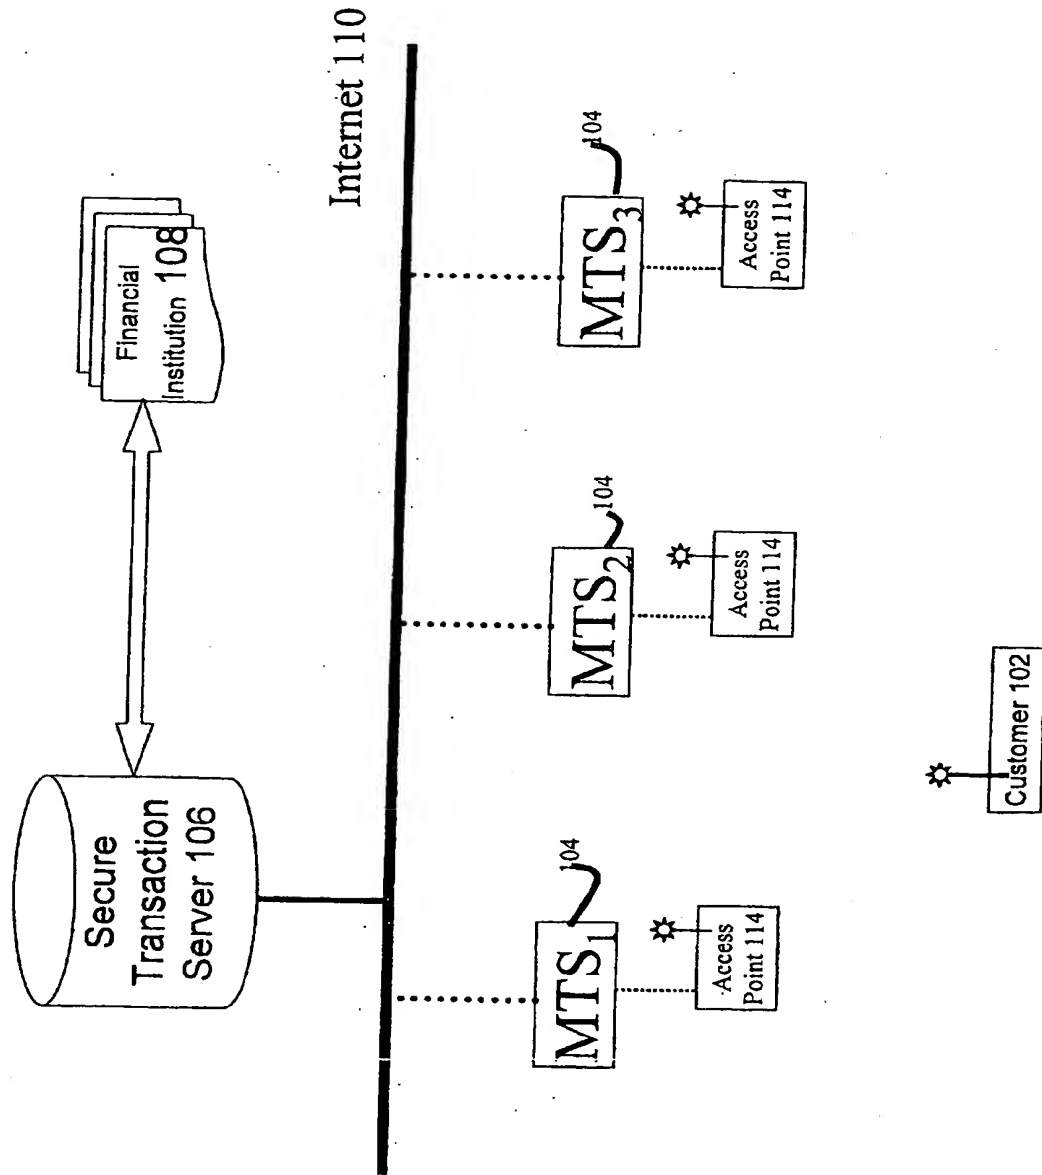 Secure
Transaction
Server 106
Financial
Institution 108
Internet 110
MTS1
104
MTS2
104
MTS3
104
Access
Point 114
Access
Point 114
Access
Point 114
Customer 102